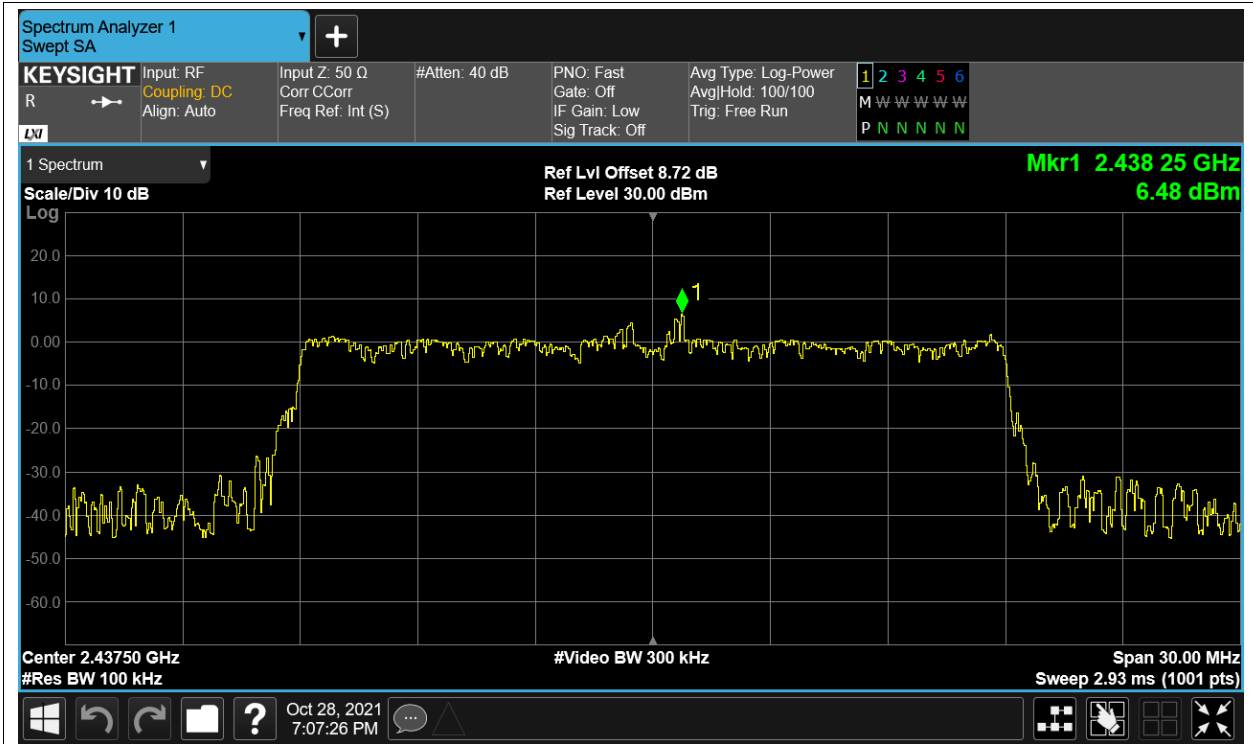 Spectrum Analyzer 1
Swept SA
KEYSIGHT
R
LXI
Input: RF
Coupling: DC
Align: Auto
Input Z: 50 Ω
Corr CCorr
Freq Ref: Int (S)
#Atten: 40 dB
PNO: Fast
Gate: Off
IF Gain: Low
Sig Track: Off
Avg Type: Log-Power
Avg|Hold: 100/100
Trig: Free Run
1 2 3 4 5 6
M W W W W W
P N N N N N
1 Spectrum
Scale/Div 10 dB
Log
Ref Lvl Offset 8.72 dB
Ref Level 30.00 dBm
Mkr1 2.438 25 GHz
6.48 dBm
20.0
10.0
0.00
-10.0
-20.0
-30.0
-40.0
-50.0
-60.0
1
Center 2.43750 GHz
#Res BW 100 kHz
#Video BW 300 kHz
Span 30.00 MHz
Sweep 2.93 ms (1001 pts)
?
Oct 28, 2021
7:07:26 PM